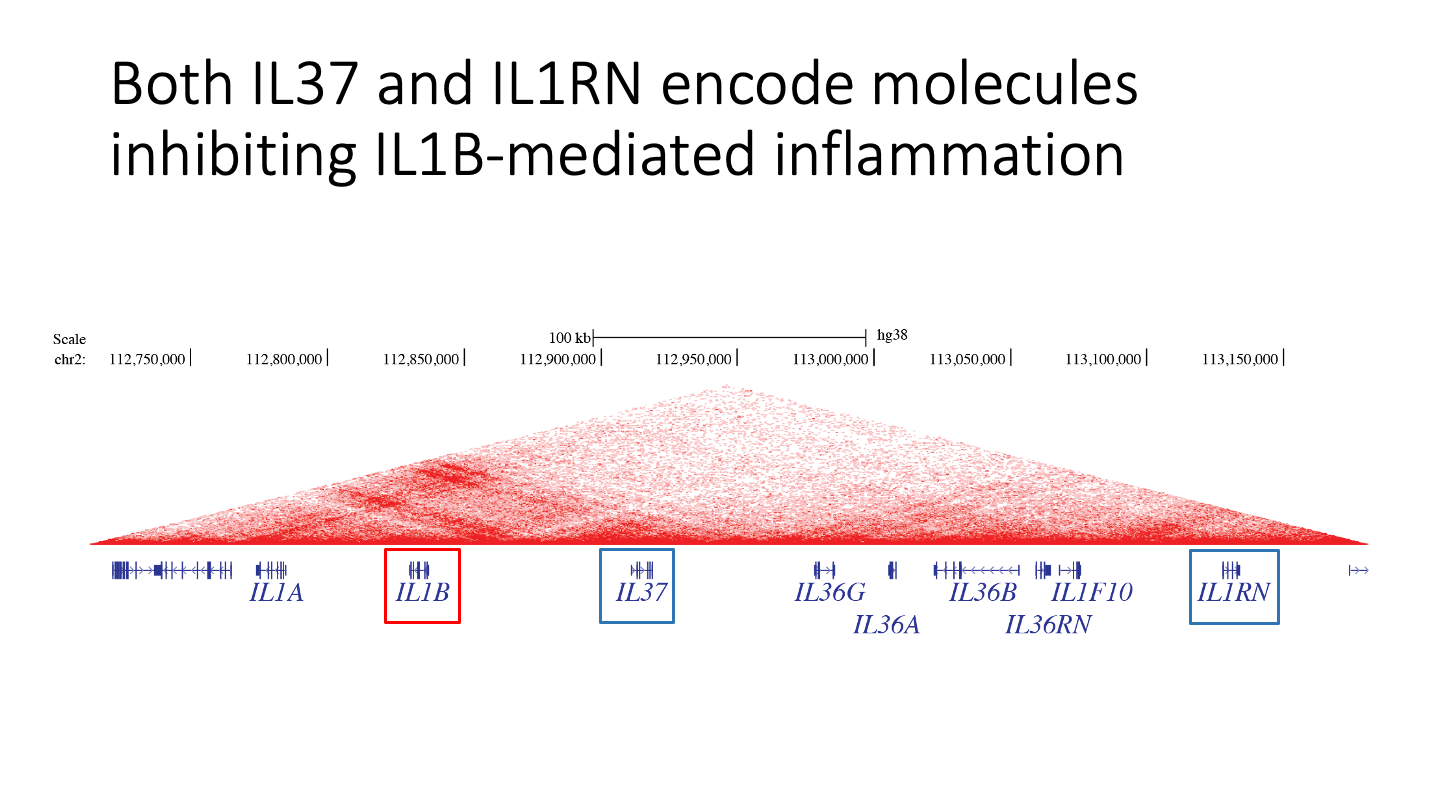 Both IL37 and IL1RN encode molecules
inhibiting IL1B-mediated inflammation
Scale 100 kb hg38
chr2: 112,750,000 112,800,000 112,850,000 112,900,000 112,950,000 113,000,000 113,050,000 113,100,000 113,150,000
IL1A IL1B IL37 IL36G IL36B IL1F10 IL1RN
IL36A IL36RN